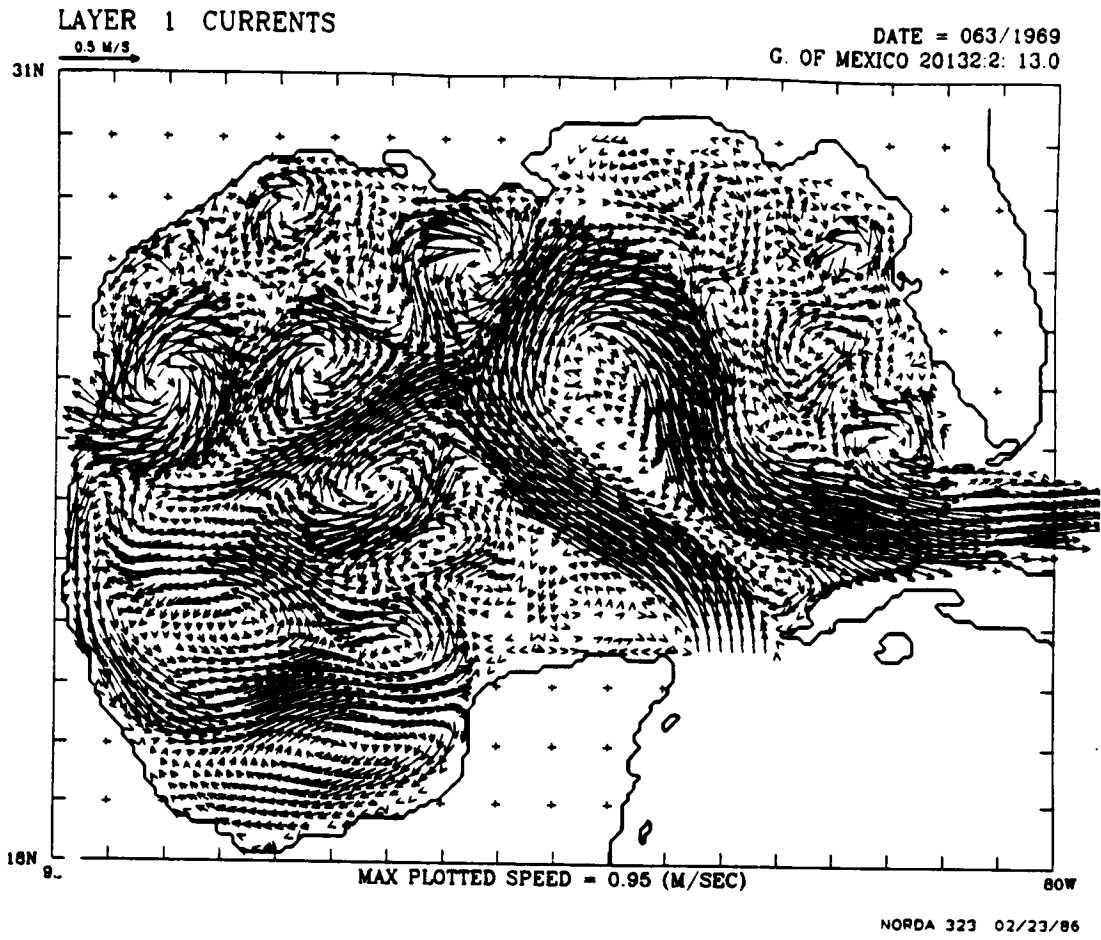 LAYER 1 CURRENTS
0.5 M/S
DATE = 063/1969
G. OF MEXICO 20132:2: 13.0
31N
18N
9
80W
MAX PLOTTED SPEED = 0.95 (M/SEC)
NORDA 323 02/23/86